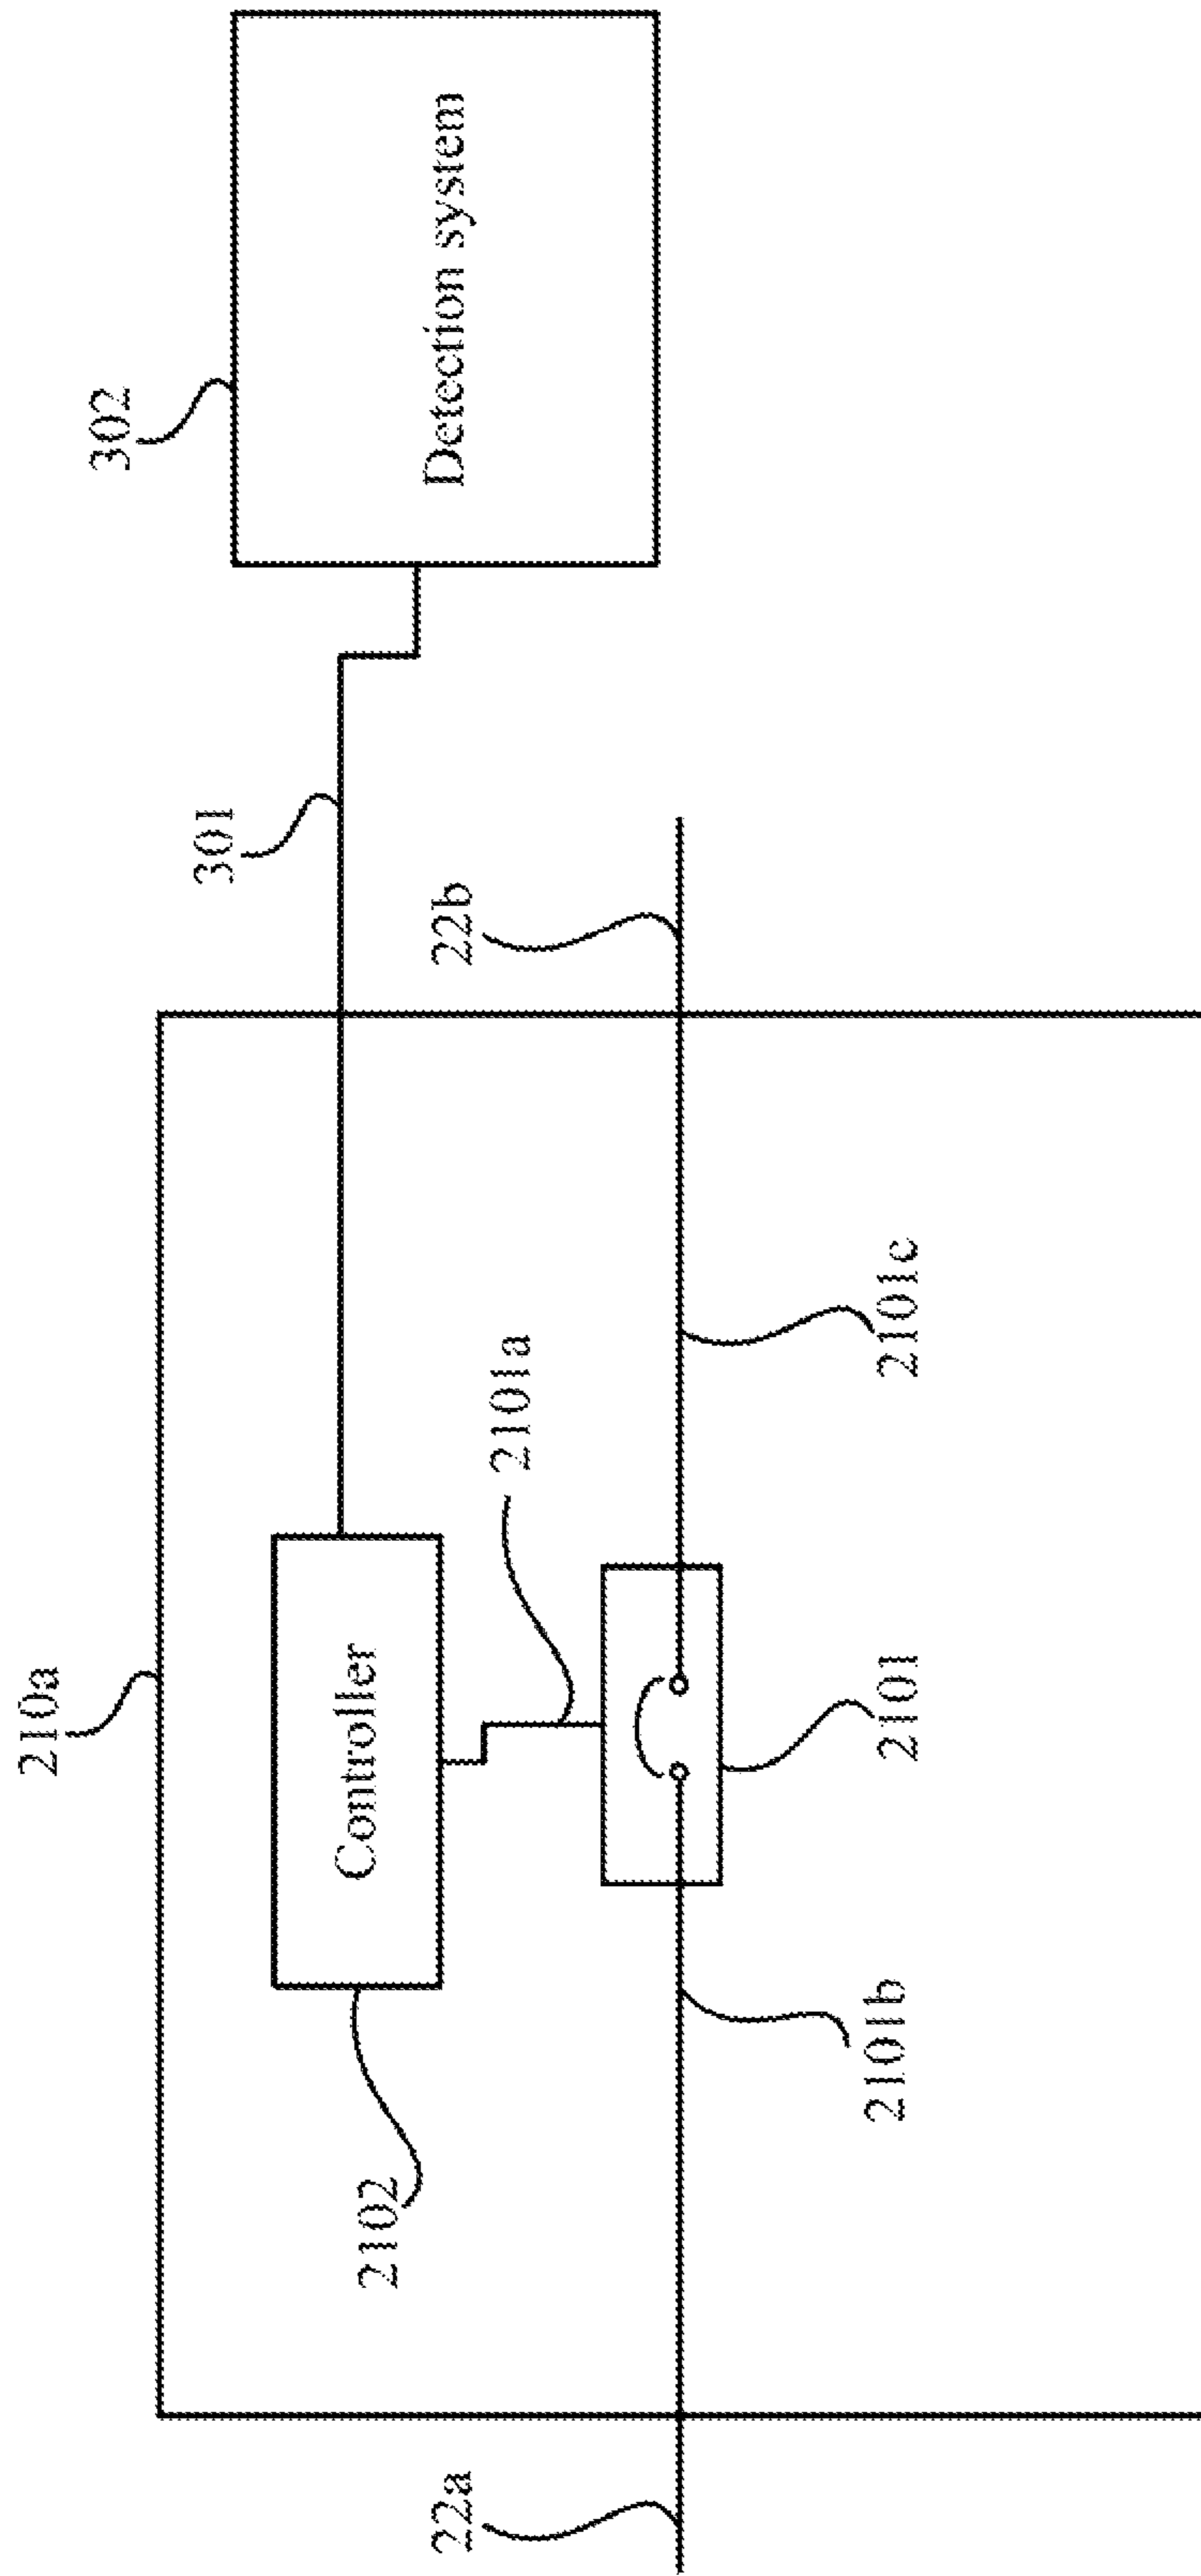 210a
302
301
Detection system
2102
Controller
2101a
22b
22a
2101b
2101
2101c